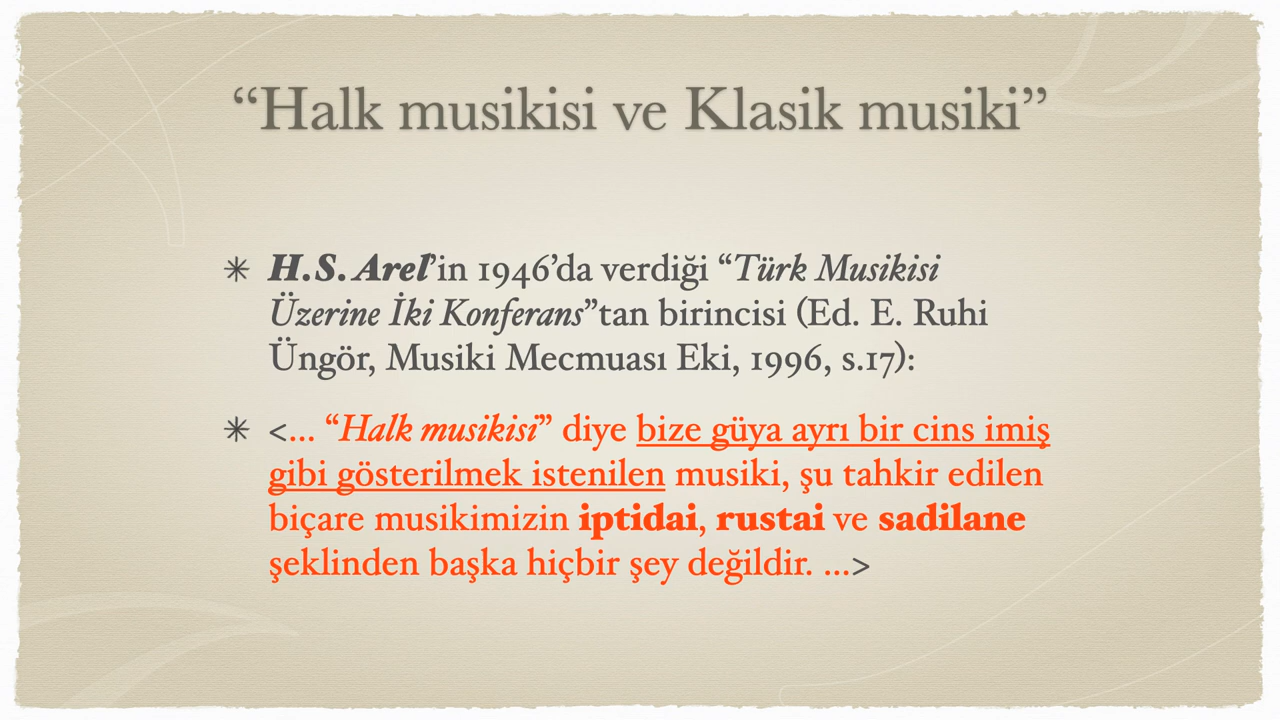 “Halk musikisi ve Klasik musiki”
✳ H.S. Arel’in 1946’da verdiği “Türk Musikisi
Üzerine İki Konferans”tan birincisi (Ed. E. Ruhi
Üngör, Musiki Mecmuası Eki, 1996, s.17):
✳ <... “Halk musikisi” diye bize güya ayrı bir cins imiş
gibi gösterilmek istenilen musiki, şu tahkir edilen
biçare musikimizin iptidai, rustai ve sadilane
şeklinden başka hiçbir şey değildir. ...>